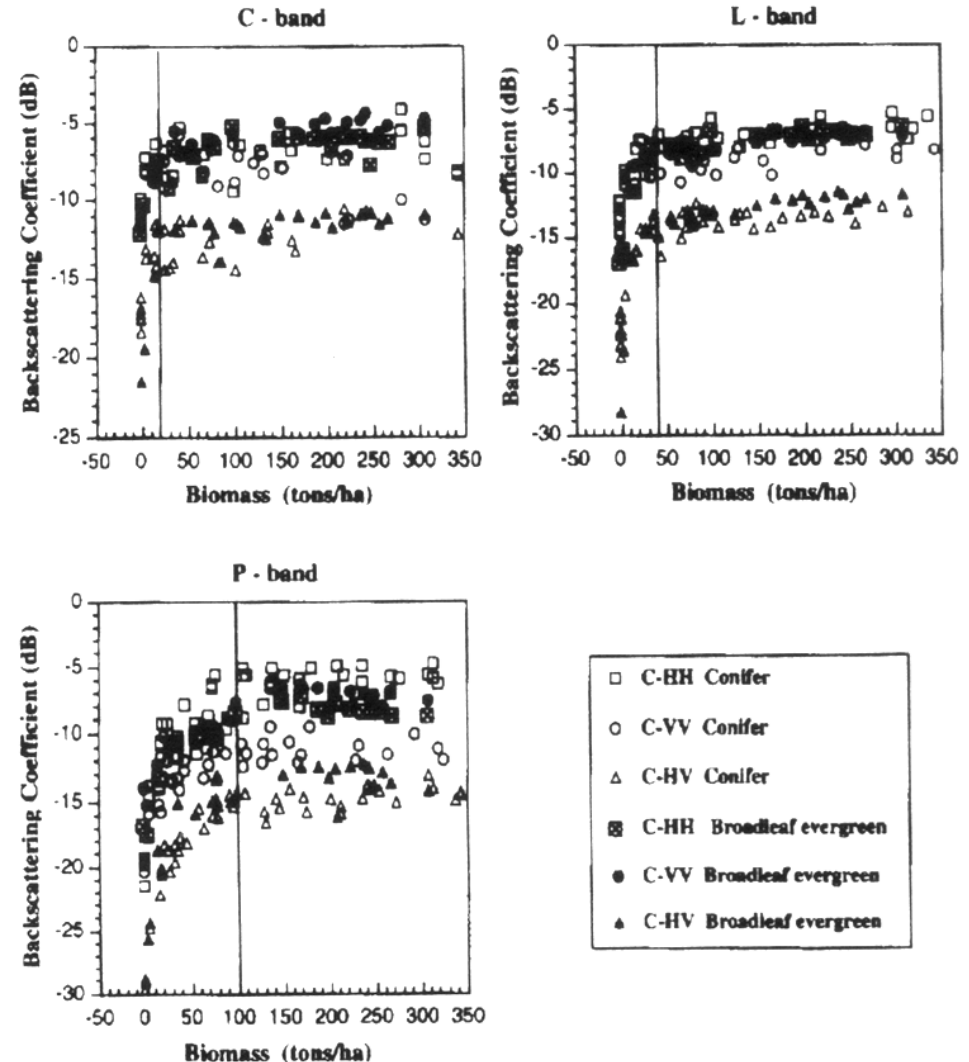 C - band
Backscattering Coefficient (dB)
0
-5
-10
-15
-20
-25
-50 0 50 100 150 200 250 300 350
Biomass (tons/ha)
L - band
Backscattering Coefficient (dB)
0
-5
-10
-15
-20
-25
-30
-50 0 50 100 150 200 250 300 350
Biomass (tons/ha)
P - band
Backscattering Coefficient (dB)
0
-5
-10
-15
-20
-25
-30
-50 0 50 100 150 200 250 300 350
Biomass (tons/ha)
C-HH Conifer
C-VV Conifer
C-HV Conifer
C-HH Broadleaf evergreen
C-VV Broadleaf evergreen
C-HV Broadleaf evergreen